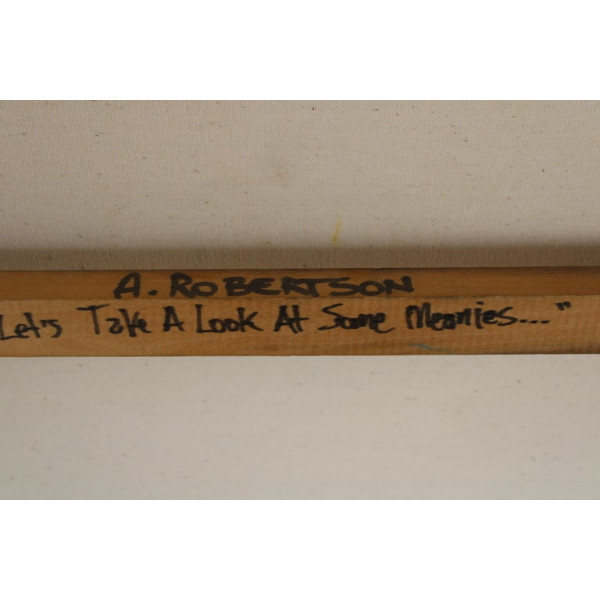 A. ROBERTSON
Let's Take A Look At Some Meanies..."